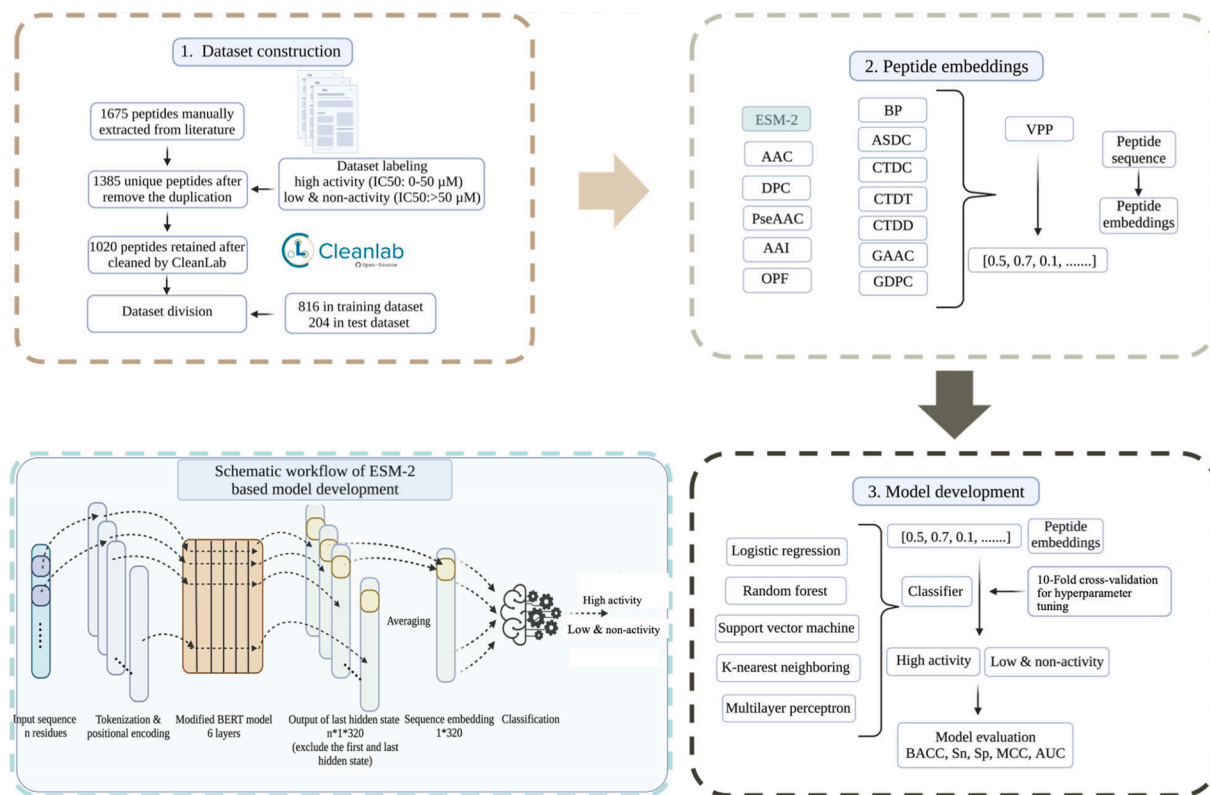 1. Dataset construction
1675 peptides manually
extracted from literature
1385 unique peptides after
remove the duplication
Dataset labeling
high activity (IC50: 0-50 µM)
low & non-activity (IC50:>50 µM)
1020 peptides retained after
cleaned by CleanLab
Cleanlab
Open-Source
Dataset division
816 in training dataset
204 in test dataset
2. Peptide embeddings
ESM-2
AAC
DPC
PseAAC
AAI
OPF
BP
ASDC
CTDC
CTDT
CTDD
GAAC
GDPC
VPP
[0.5, 0.7, 0.1, .......]
Peptide
sequence
Peptide
embeddings
Schematic workflow of ESM-2
based model development
Averaging
High activity
Low & non-activity
Input sequence
n residues
Tokenization &
positional encoding
Modified BERT model
6 layers
Output of last hidden state
n*1*320
(exclude the first and last
hidden state)
Sequence embedding
1*320
Classification
3. Model development
Logistic regression
Random forest
Support vector machine
K-nearest neighboring
Multilayer perceptron
[0.5, 0.7, 0.1, .......]
Peptide
embeddings
Classifier
10-Fold cross-validation
for hyperparameter
tuning
High activity
Low & non-activity
Model evaluation
BACC, Sn, Sp, MCC, AUC